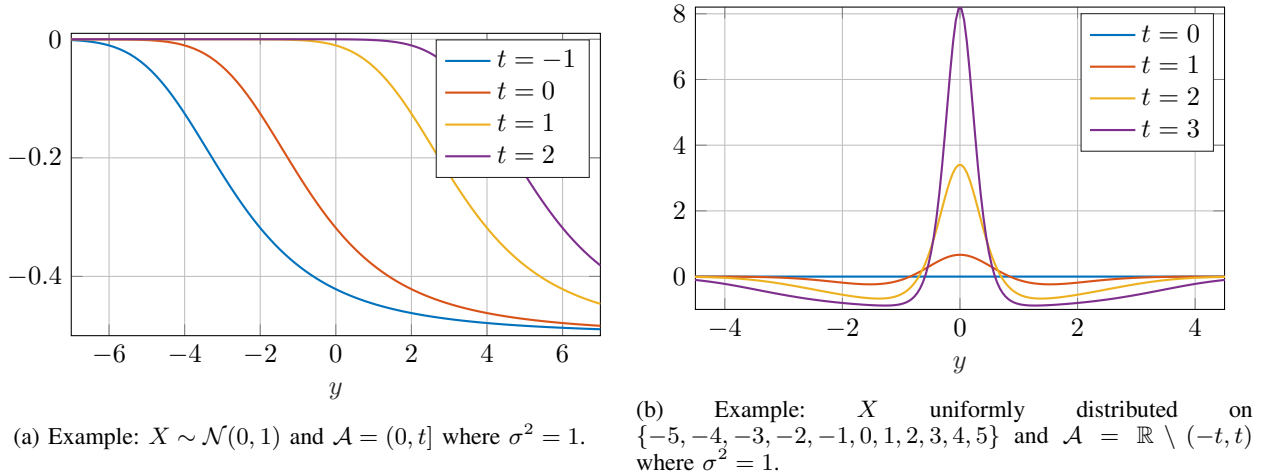 0
−0.2
−0.4
−6 −4 −2 0 2 4 6
y
t = −1
t = 0
t = 1
t = 2
(a) Example: X ∼ 𝒩(0, 1) and 𝒜 = (0, t] where σ² = 1.
8
6
4
2
0
−4 −2 0 2 4
y
t = 0
t = 1
t = 2
t = 3
(b) Example: X uniformly distributed on
{−5, −4, −3, −2, −1, 0, 1, 2, 3, 4, 5} and 𝒜 = ℝ \ (−t, t)
where σ² = 1.